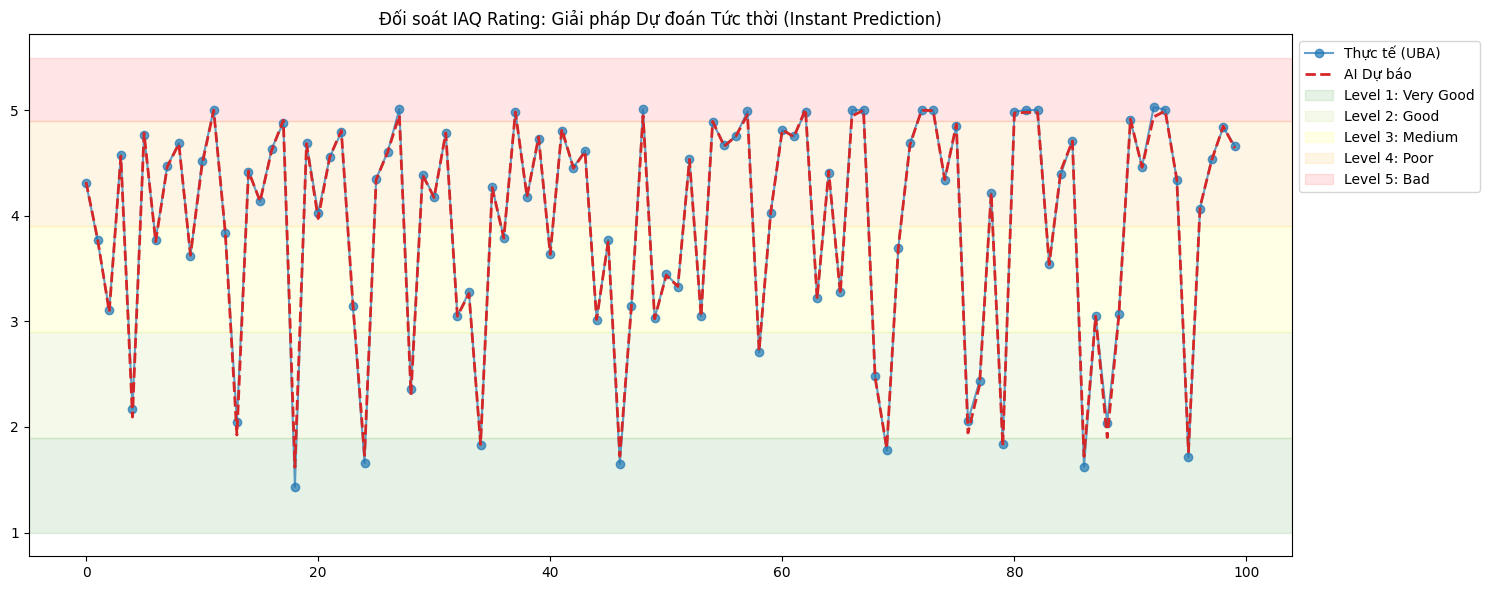 Đối soát IAQ Rating: Giải pháp Dự đoán Tức thời (Instant Prediction)
Thực tế (UBA)
AI Dự báo
Level 1: Very Good
Level 2: Good
Level 3: Medium
Level 4: Poor
Level 5: Bad
5
4
3
2
1
0 20 40 60 80 100